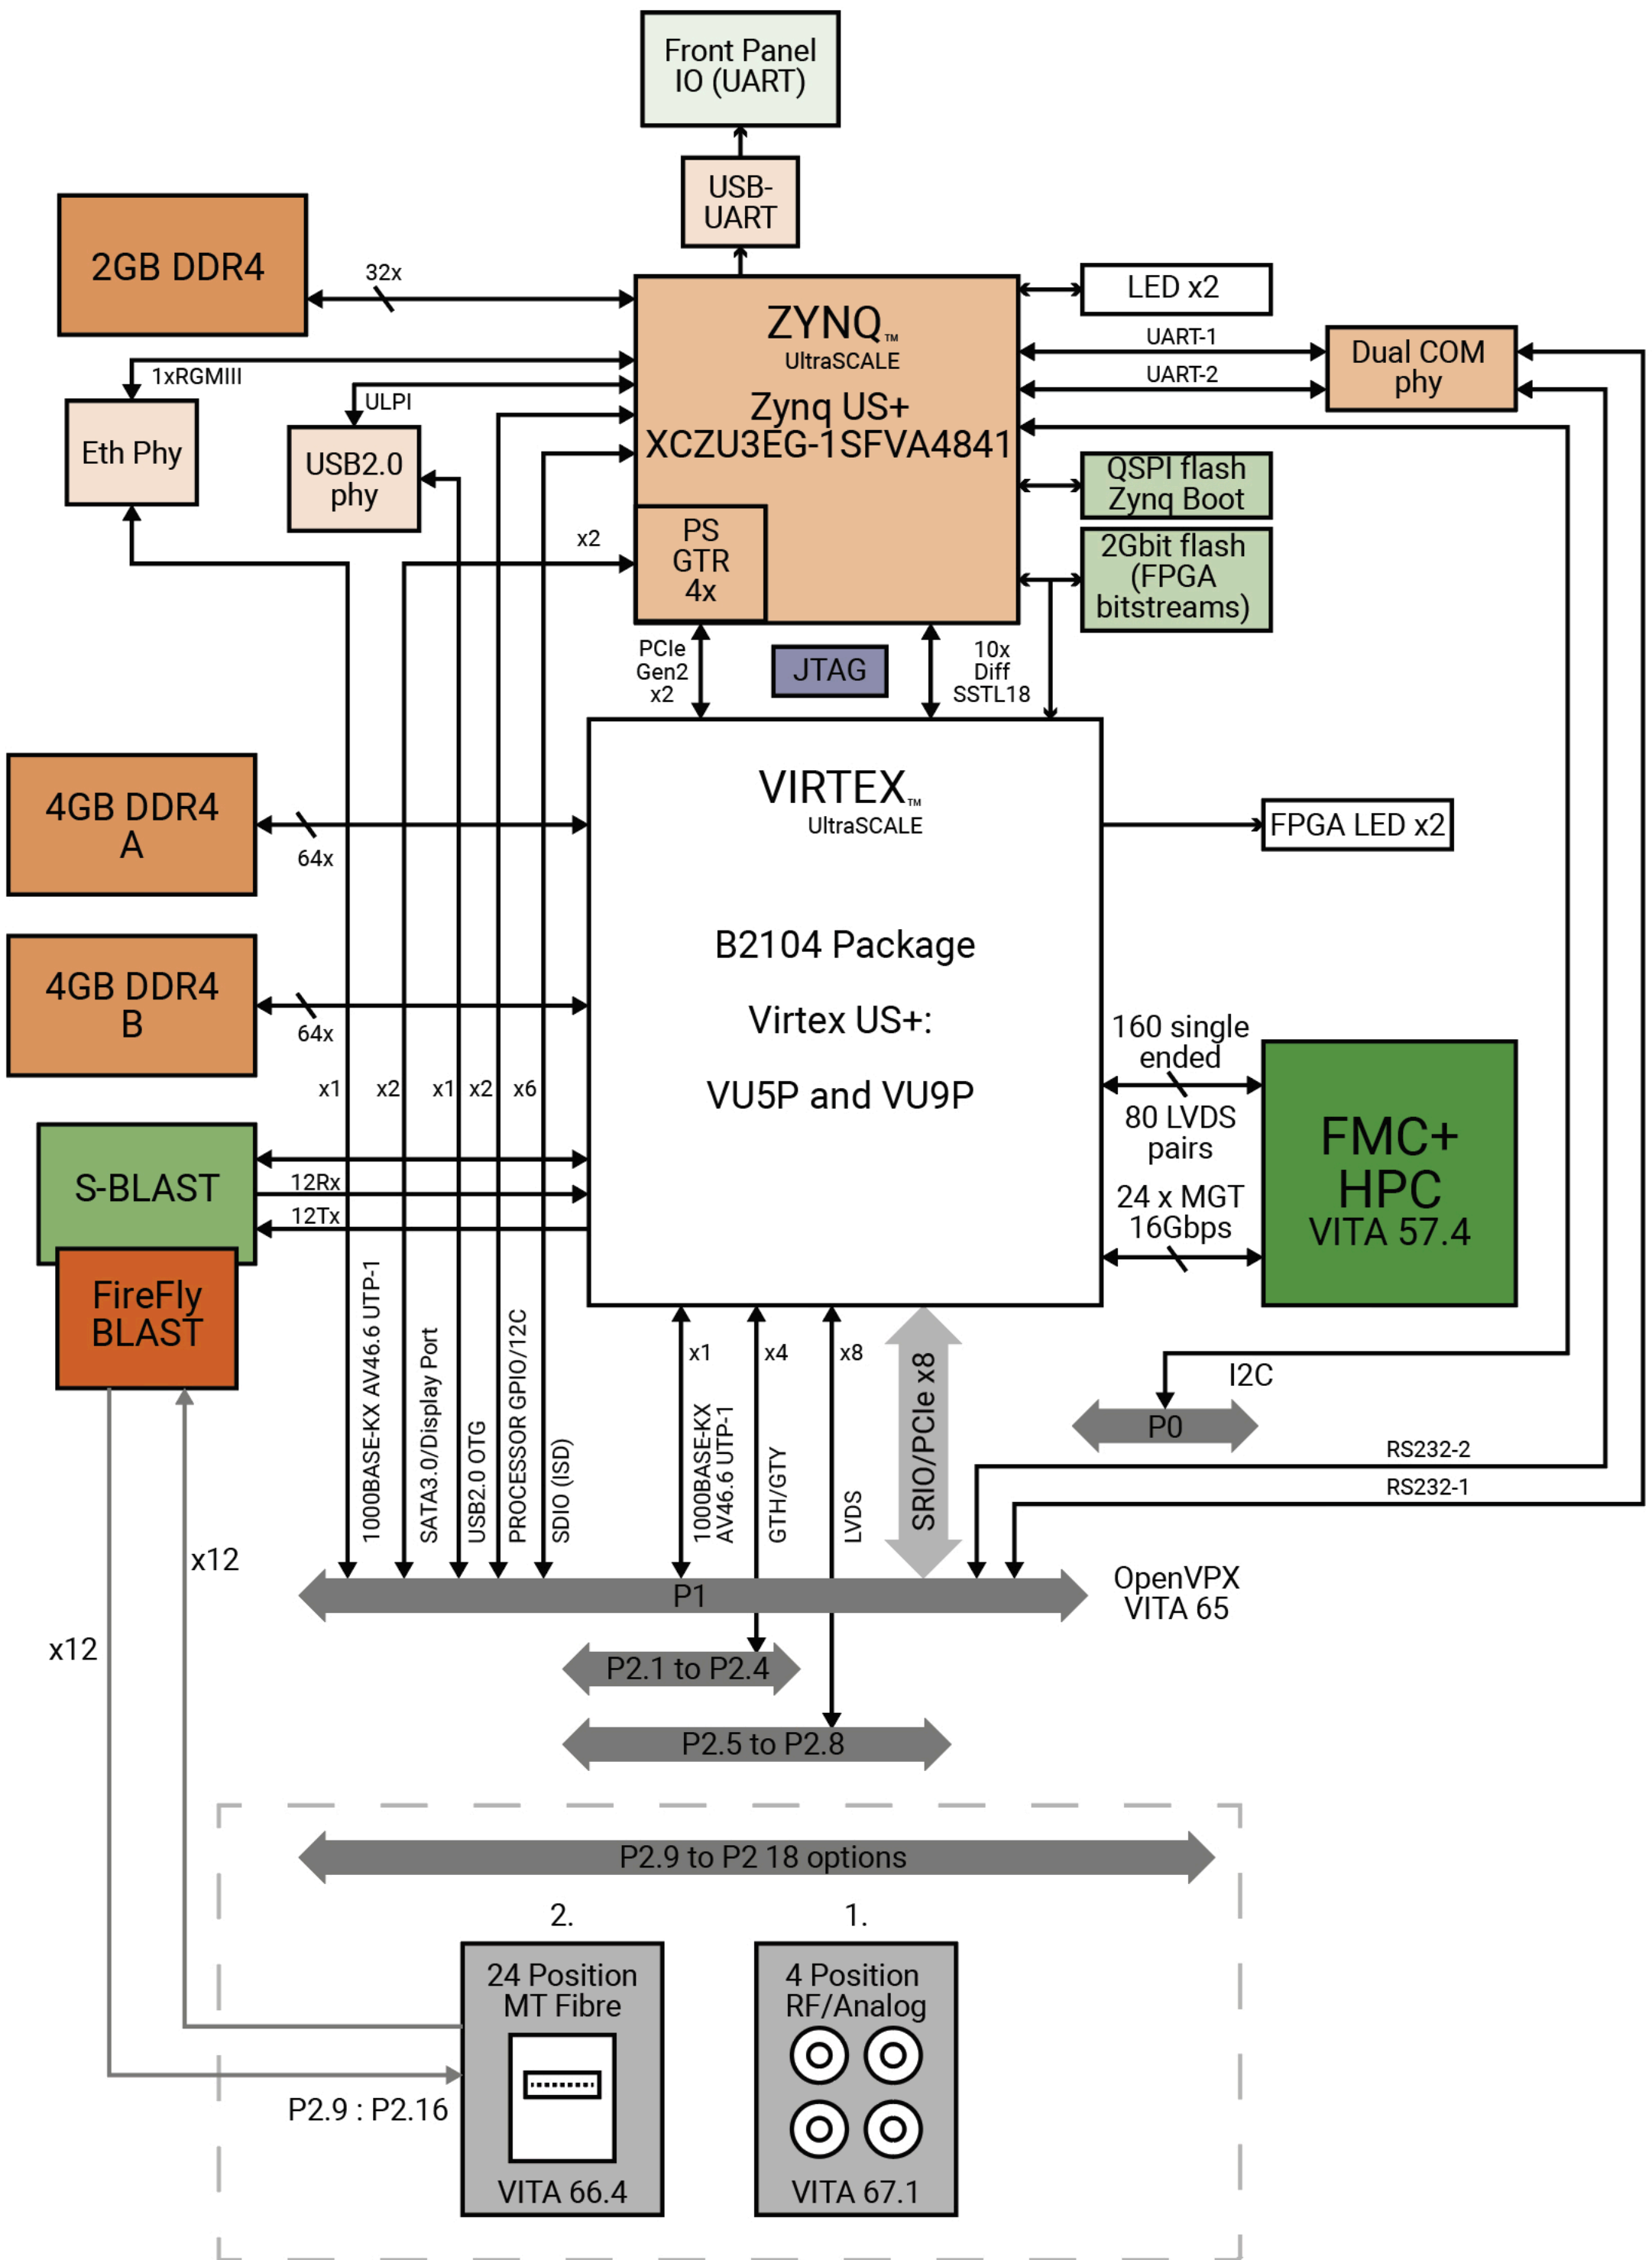 Front Panel
IO (UART)
USB-
UART
2GB DDR4
32x
ZYNQ™
UltraSCALE
Zynq US+
XCZU3EG-1SFVA4841
LED x2
UART-1
UART-2
Dual COM
phy
1xRGMIII
ULPI
Eth Phy
USB2.0
phy
QSPI flash
Zynq Boot
2Gbit flash
(FPGA
bitstreams)
x2
PS
GTR
4x
PCIe
Gen2
x2
JTAG
10x
Diff
SSTL18
4GB DDR4
A
64x
VIRTEX™
UltraSCALE
FPGA LED x2
B2104 Package
Virtex US+:
VU5P and VU9P
4GB DDR4
B
64x
x1
x2
x1
x2
x6
160 single
ended
80 LVDS
pairs
24 x MGT
16Gbps
FMC+
HPC
VITA 57.4
S-BLAST
12Rx
12Tx
FireFly
BLAST
1000BASE-KX AV46.6 UTP-1
SATA3.0/Display Port
USB2.0 OTG
PROCESSOR GPIO/12C
SDIO (ISD)
x1
x4
x8
1000BASE-KX
AV46.6 UTP-1
GTH/GTY
LVDS
SRIO/PCIe x8
I2C
P0
RS232-2
RS232-1
x12
x12
P1
OpenVPX
VITA 65
P2.1 to P2.4
P2.5 to P2.8
P2.9 to P2 18 options
2.
1.
24 Position
MT Fibre
VITA 66.4
4 Position
RF/Analog
VITA 67.1
P2.9 : P2.16